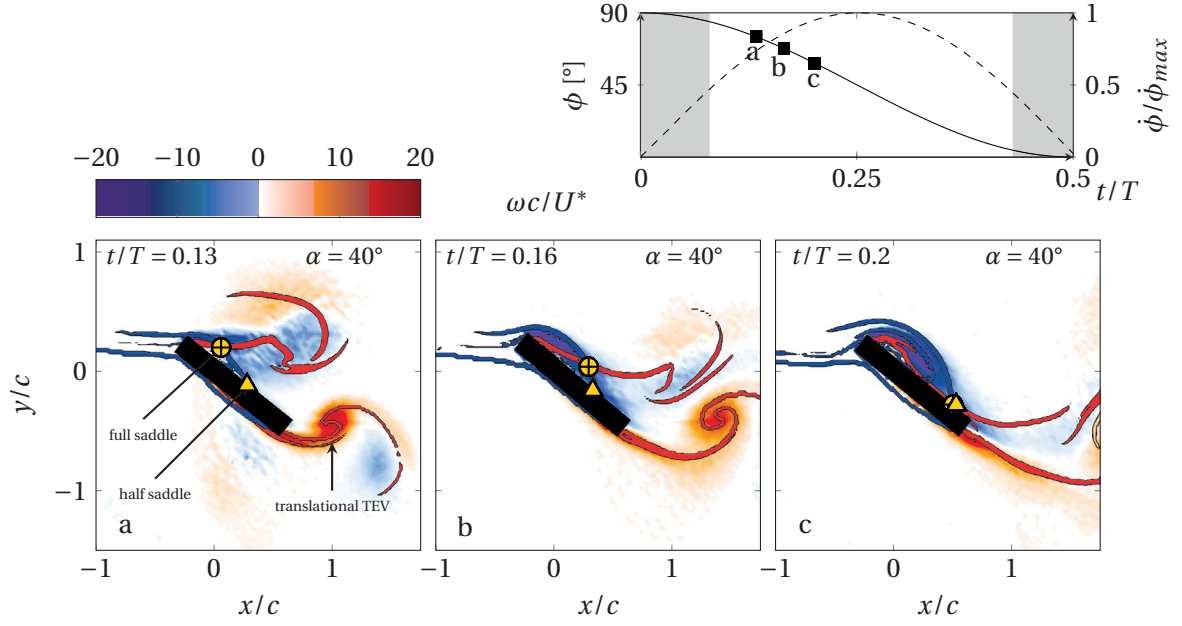 90
1
a
b
c
ϕ [°]
45
0.5
ϕ̇/ϕ̇max
0
0
0.25
0.5
t/T
−20
−10
0
10
20
ωc/U*
t/T = 0.13
α = 40°
t/T = 0.16
α = 40°
t/T = 0.2
α = 40°
1
0
−1
y/c
full saddle
half saddle
translational TEV
a
b
c
−1
0
1
0
1
0
1
x/c
x/c
x/c